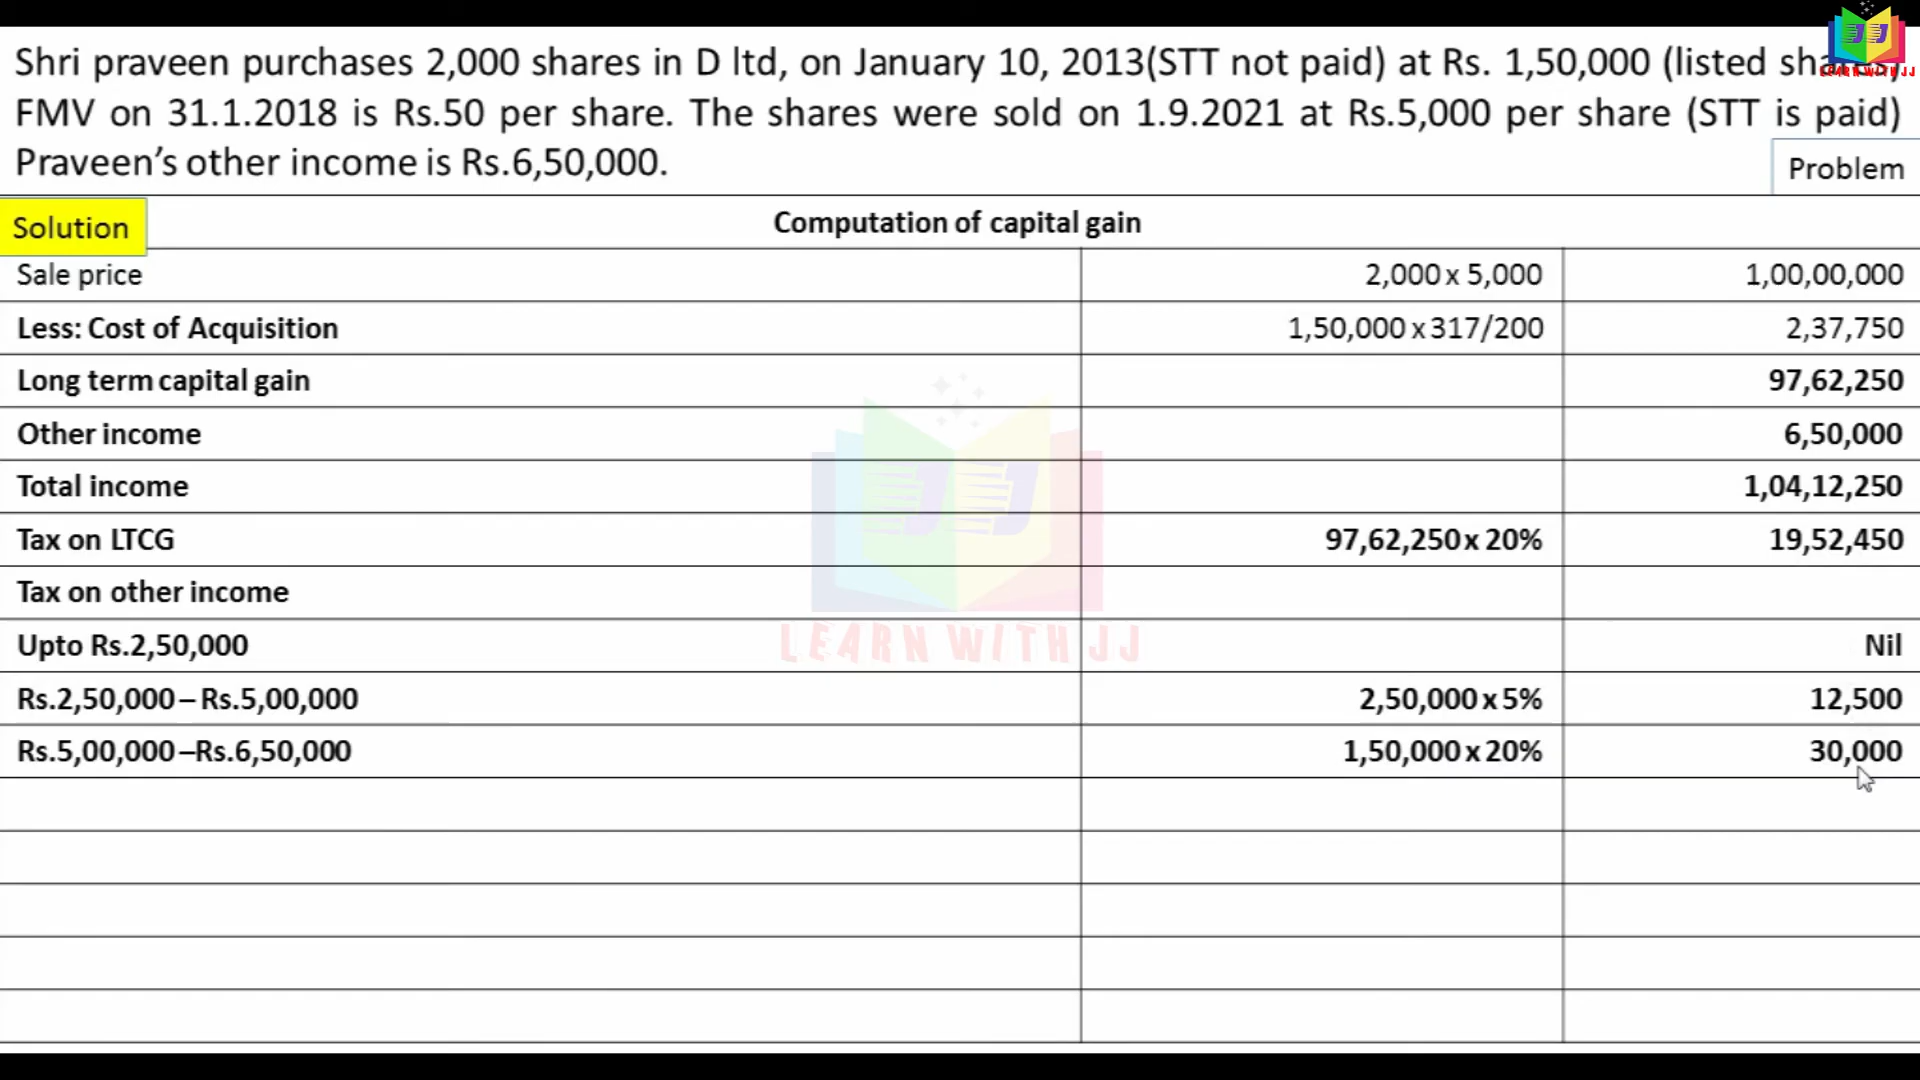 Shri praveen purchases 2,000 shares in D ltd, on January 10, 2013(STT not paid) at Rs. 1,50,000 (listed shares)
FMV on 31.1.2018 is Rs.50 per share. The shares were sold on 1.9.2021 at Rs.5,000 per share (STT is paid)
Praveen’s other income is Rs.6,50,000.
Problem
Solution
Computation of capital gain
Sale price 2,000 x 5,000 1,00,00,000
Less: Cost of Acquisition 1,50,000 x 317/200 2,37,750
Long term capital gain 97,62,250
Other income 6,50,000
Total income 1,04,12,250
Tax on LTCG 97,62,250 x 20% 19,52,450
Tax on other income
Upto Rs.2,50,000 Nil
Rs.2,50,000 – Rs.5,00,000 2,50,000 x 5% 12,500
Rs.5,00,000 –Rs.6,50,000 1,50,000 x 20% 30,000
JJ
LEARN WITH JJ
JJ
LEARN WITH JJ